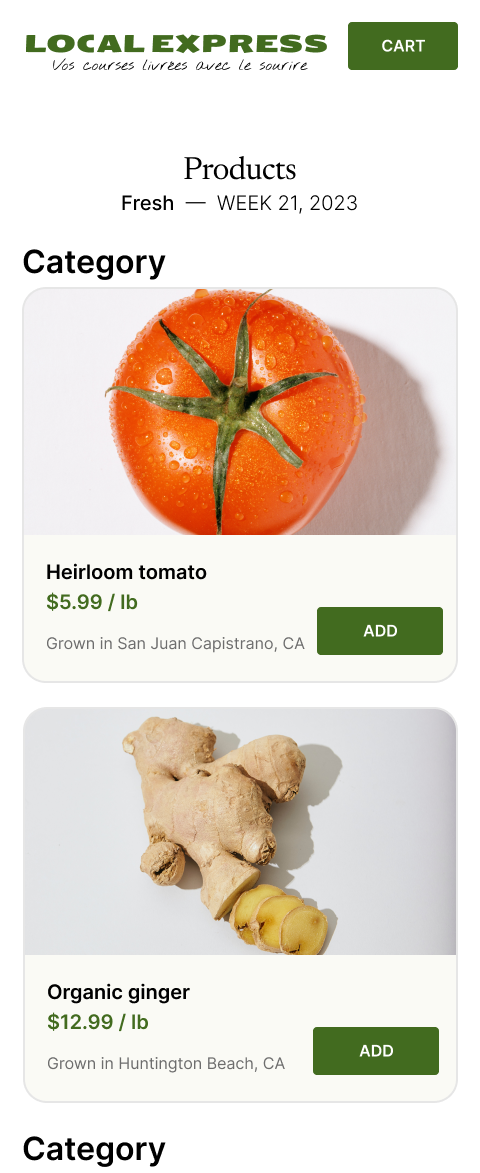 LOCAL EXPRESS
Vos courses livrées avec le sourire
CART
Products
Fresh — WEEK 21, 2023
Category
Heirloom tomato
$5.99 / lb
Grown in San Juan Capistrano, CA
ADD
Organic ginger
$12.99 / lb
Grown in Huntington Beach, CA
ADD
Category